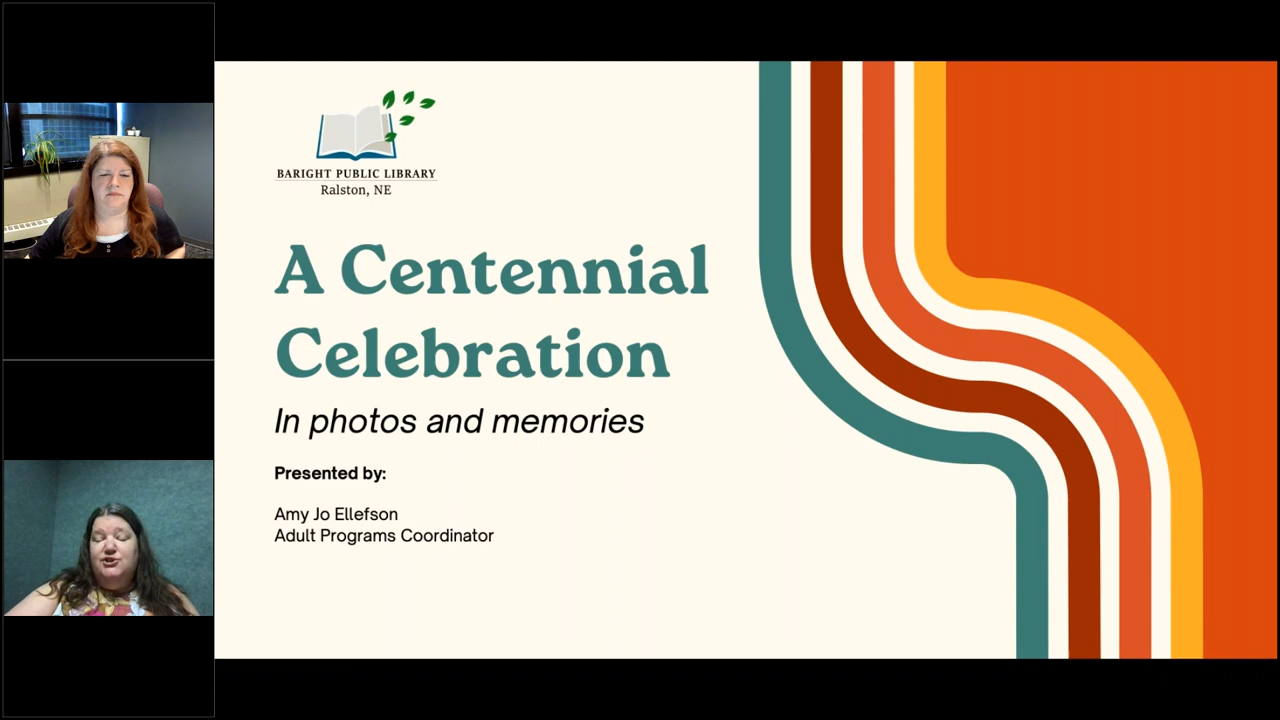 BARIGHT PUBLIC LIBRARY
Ralston, NE
A Centennial
Celebration
In photos and memories
Presented by:
Amy Jo Ellefson
Adult Programs Coordinator